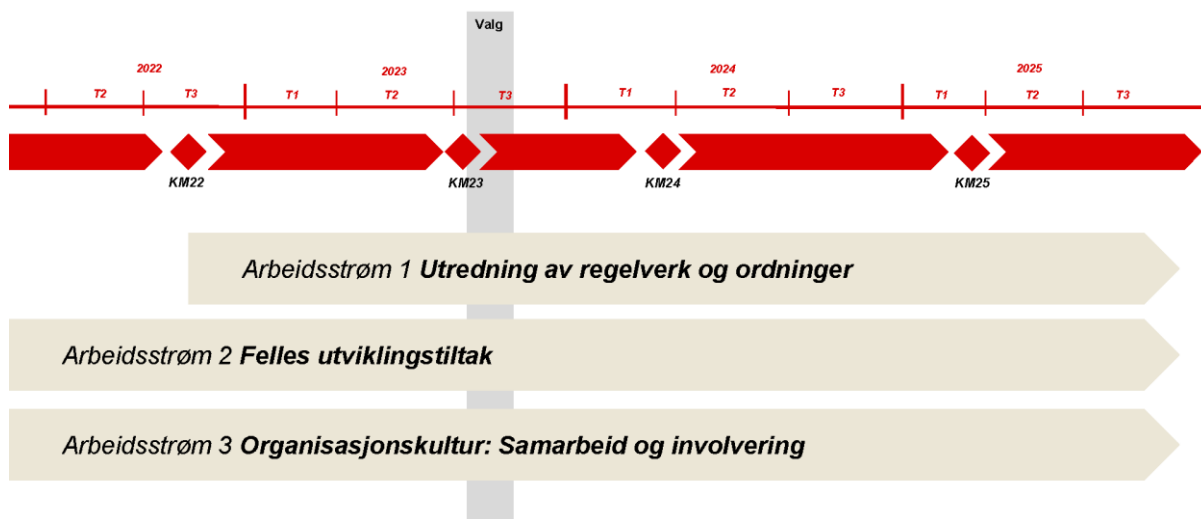 Valg
2022 2023 2024 2025
T2 T3 T1 T2 T3 T1 T2 T3 T1 T2 T3
KM22 KM23 KM24 KM25
Arbeidsstrøm 1 Utredning av regelverk og ordninger
Arbeidsstrøm 2 Felles utviklingstiltak
Arbeidsstrøm 3 Organisasjonskultur: Samarbeid og involvering